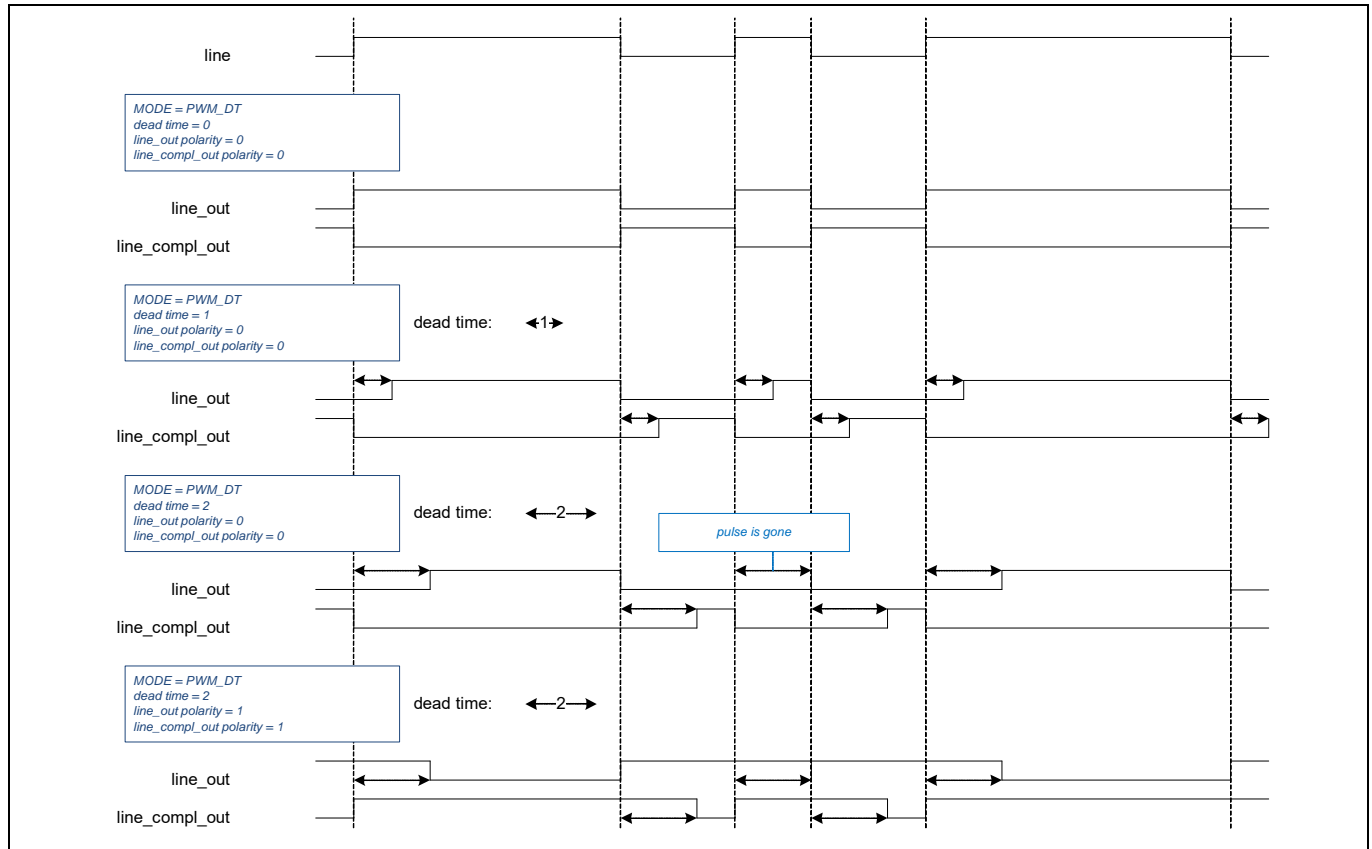 line
MODE = PWM_DT
dead time = 0
line_out polarity = 0
line_compl_out polarity = 0
line_out
line_compl_out
MODE = PWM_DT
dead time = 1
line_out polarity = 0
line_compl_out polarity = 0
dead time:
1
line_out
line_compl_out
MODE = PWM_DT
dead time = 2
line_out polarity = 0
line_compl_out polarity = 0
dead time:
2
pulse is gone
line_out
line_compl_out
MODE = PWM_DT
dead time = 2
line_out polarity = 1
line_compl_out polarity = 1
dead time:
2
line_out
line_compl_out